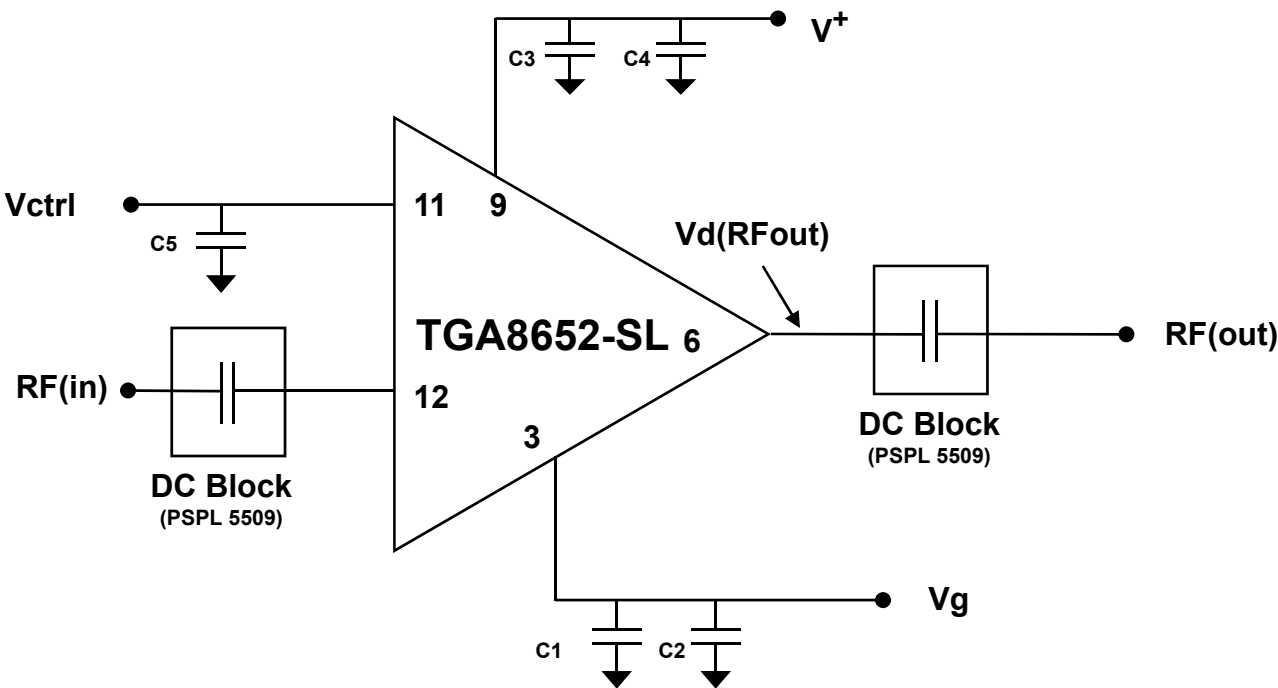 V+
C3
C4
Vctrl
11
9
C5
Vd(RFout)
TGA8652-SL
6
RF(out)
RF(in)
12
DC Block
(PSPL 5509)
3
DC Block
(PSPL 5509)
Vg
C1
C2